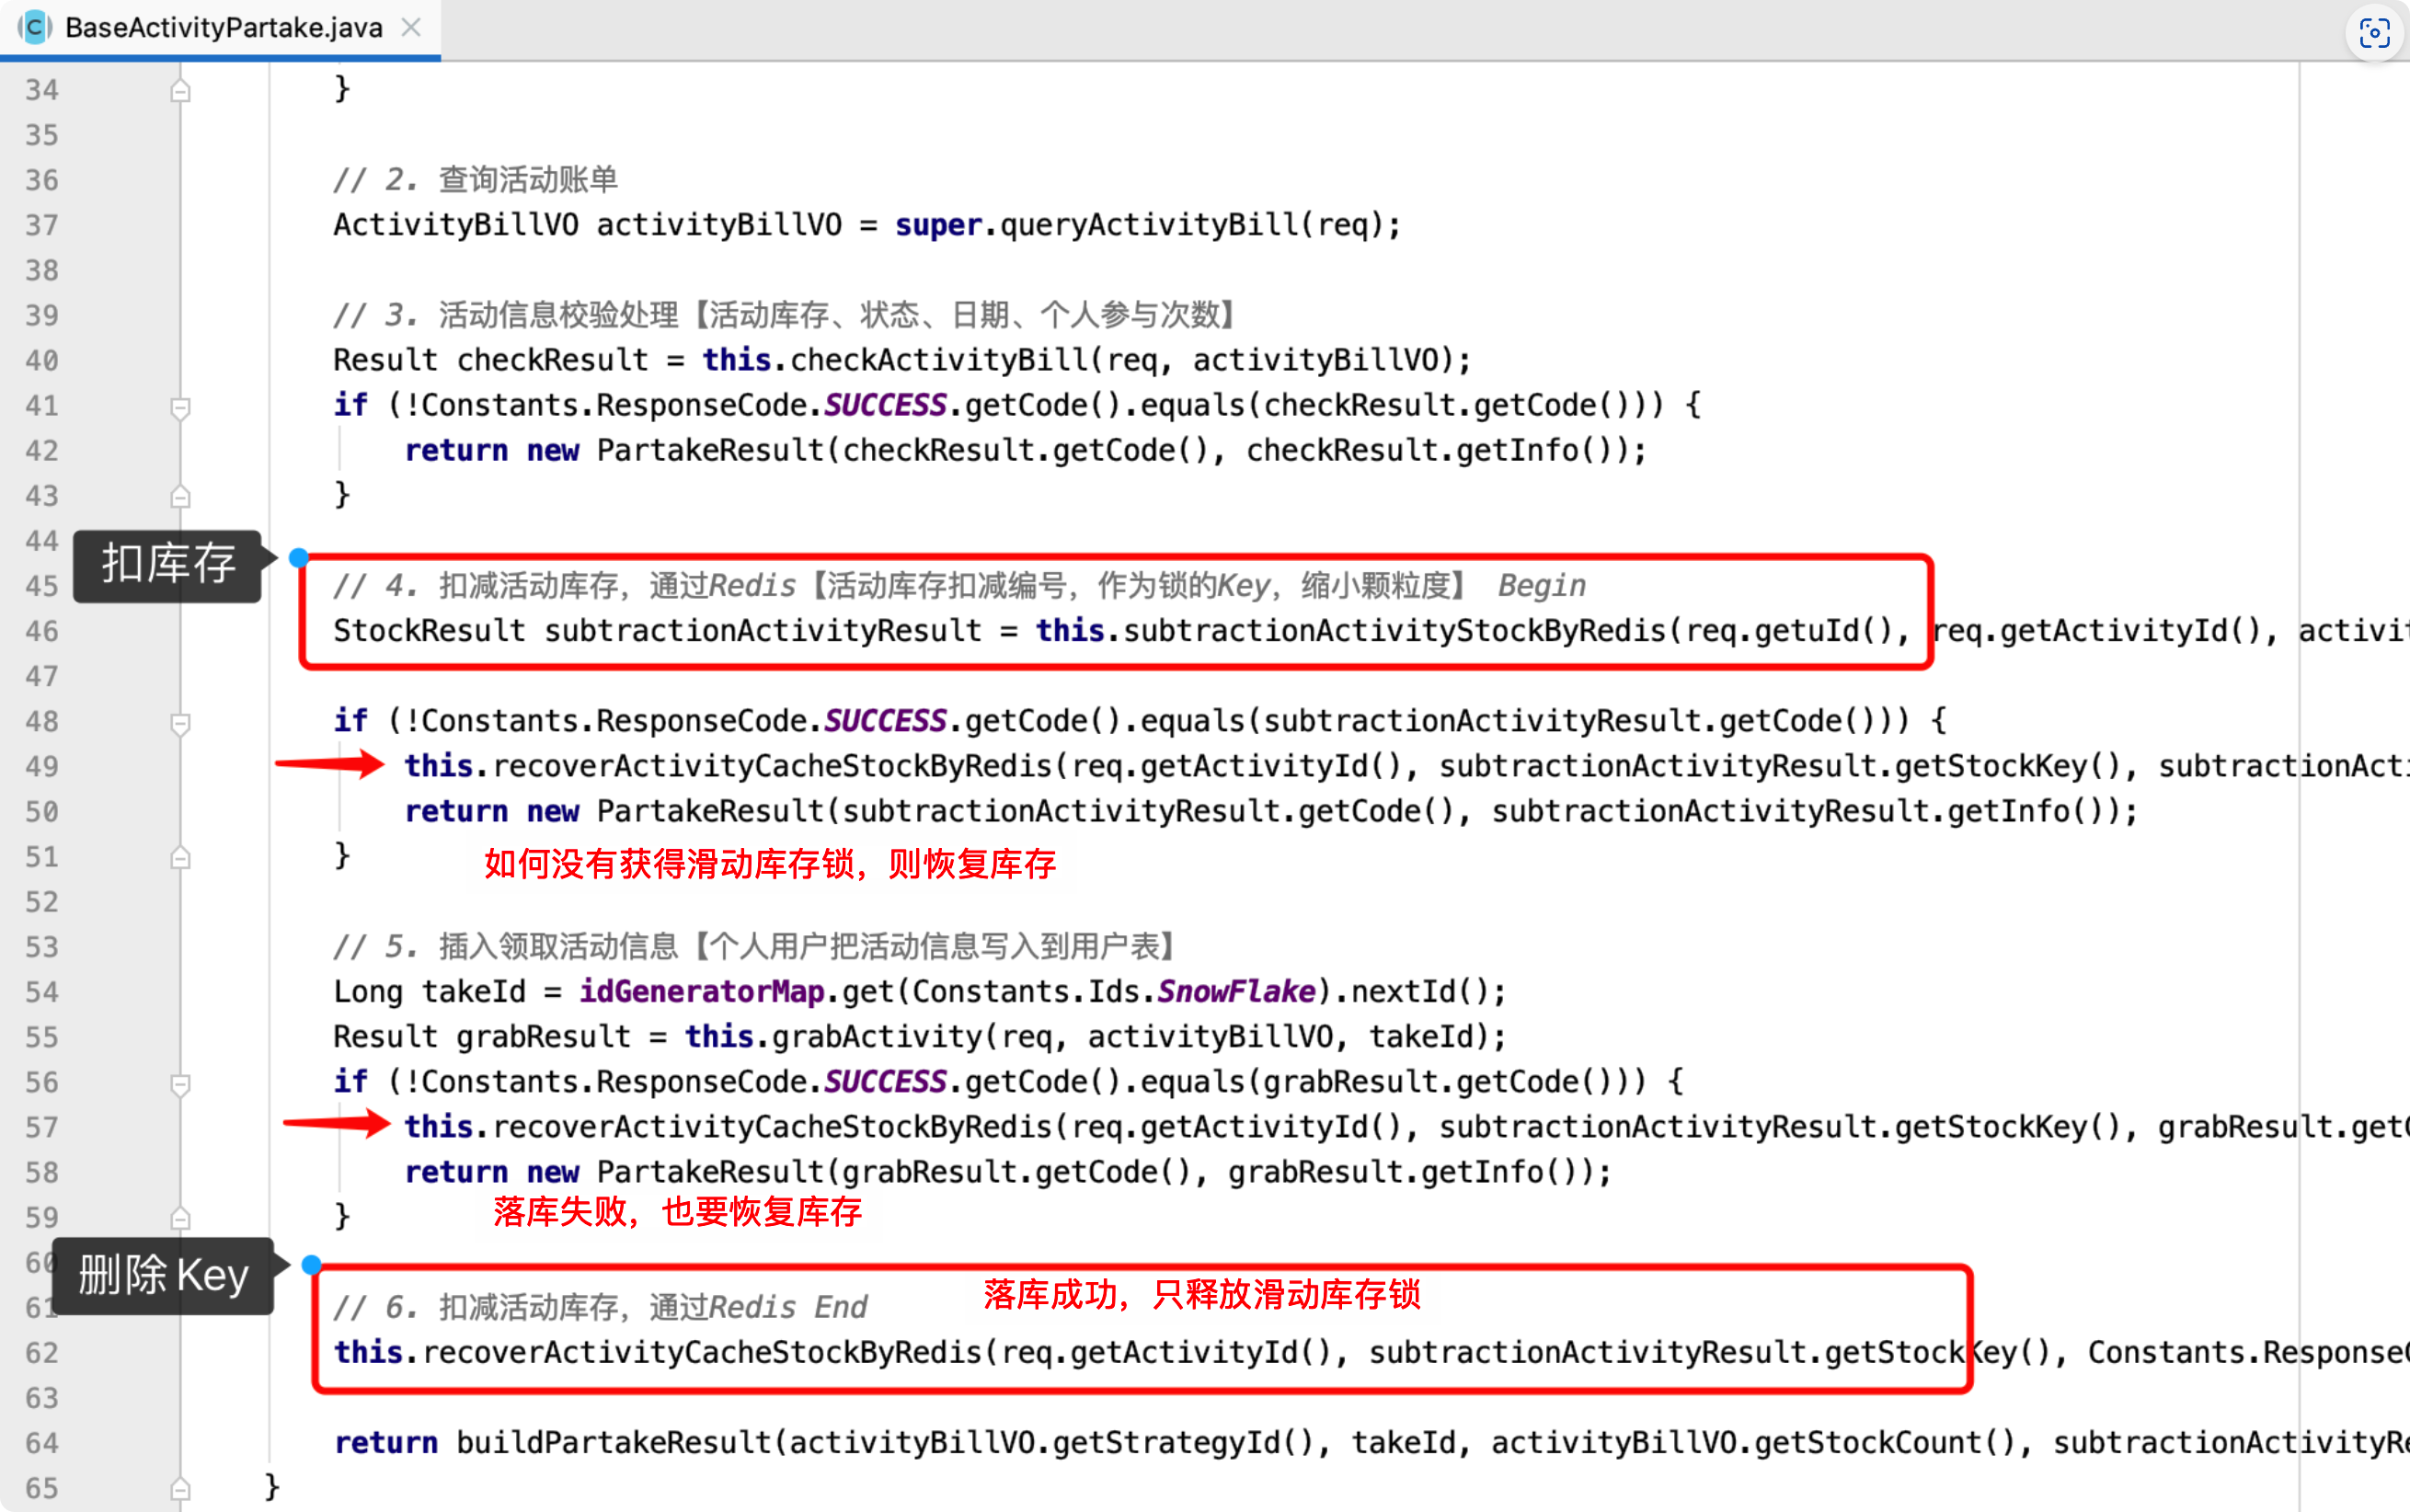 BaseActivityPartake.java
34 }
35
36 // 2. 查询活动账单
37 ActivityBillVO activityBillVO = super.queryActivityBill(req);
38
39 // 3. 活动信息校验处理【活动库存、状态、日期、个人参与次数】
40 Result checkResult = this.checkActivityBill(req, activityBillVO);
41 if (!Constants.ResponseCode.SUCCESS.getCode().equals(checkResult.getCode())) {
42 return new PartakeResult(checkResult.getCode(), checkResult.getInfo());
43 }
44
扣库存
45 // 4. 扣减活动库存，通过Redis【活动库存扣减编号，作为锁的Key，缩小颗粒度】 Begin
46 StockResult subtractionActivityResult = this.subtractionActivityStockByRedis(req.getuId(), req.getActivityId(), activit
47
48 if (!Constants.ResponseCode.SUCCESS.getCode().equals(subtractionActivityResult.getCode())) {
49 this.recoverActivityCacheStockByRedis(req.getActivityId(), subtractionActivityResult.getStockKey(), subtractionActi
50 return new PartakeResult(subtractionActivityResult.getCode(), subtractionActivityResult.getInfo());
51 }
如何没有获得滑动库存锁，则恢复库存
52
53 // 5. 插入领取活动信息【个人用户把活动信息写入到用户表】
54 Long takeId = idGeneratorMap.get(Constants.Ids.SnowFlake).nextId();
55 Result grabResult = this.grabActivity(req, activityBillVO, takeId);
56 if (!Constants.ResponseCode.SUCCESS.getCode().equals(grabResult.getCode())) {
57 this.recoverActivityCacheStockByRedis(req.getActivityId(), subtractionActivityResult.getStockKey(), grabResult.getC
58 return new PartakeResult(grabResult.getCode(), grabResult.getInfo());
59 }
落库失败，也要恢复库存
60
删除Key
落库成功，只释放滑动库存锁
61 // 6. 扣减活动库存，通过Redis End
62 this.recoverActivityCacheStockByRedis(req.getActivityId(), subtractionActivityResult.getStockKey(), Constants.ResponseC
63
64 return buildPartakeResult(activityBillVO.getStrategyId(), takeId, activityBillVO.getStockCount(), subtractionActivityRe
65 }